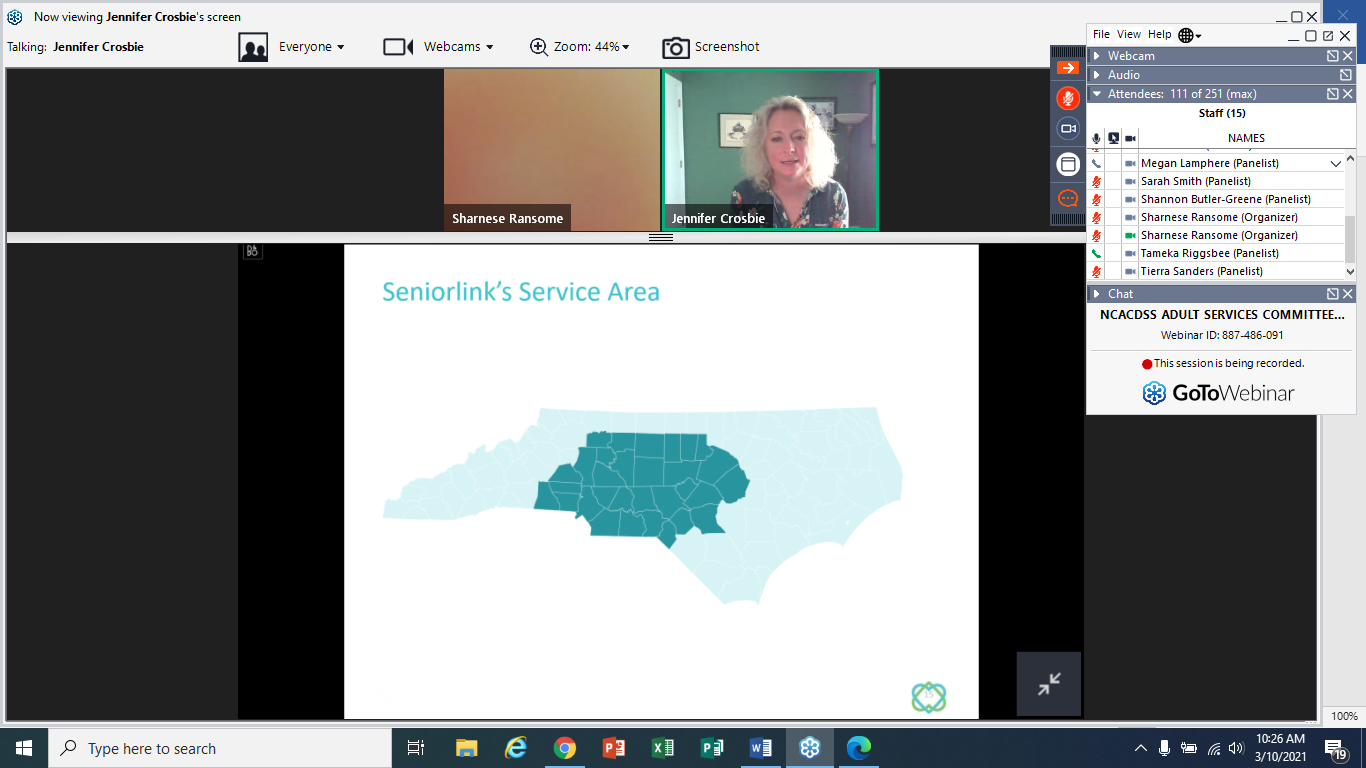 Now viewing Jennifer Crosbie's screen
Talking: Jennifer Crosbie
Everyone
Webcams
Zoom: 44%
Screenshot
Sharnese Ransome
Jennifer Crosbie
Seniorlink's Service Area
15
File View Help
Webcam
Audio
Attendees: 111 of 251 (max)
Staff (15)
NAMES
Megan Lamphere (Panelist)
Sarah Smith (Panelist)
Shannon Butler-Greene (Panelist)
Sharnese Ransome (Organizer)
Sharnese Ransome (Organizer)
Tameka Riggsbee (Panelist)
Tierra Sanders (Panelist)
Chat
NCACDSS ADULT SERVICES COMMITTEE...
Webinar ID: 887-486-091
This session is being recorded.
GoToWebinar
100%
Type here to search
10:26 AM
3/10/2021
19